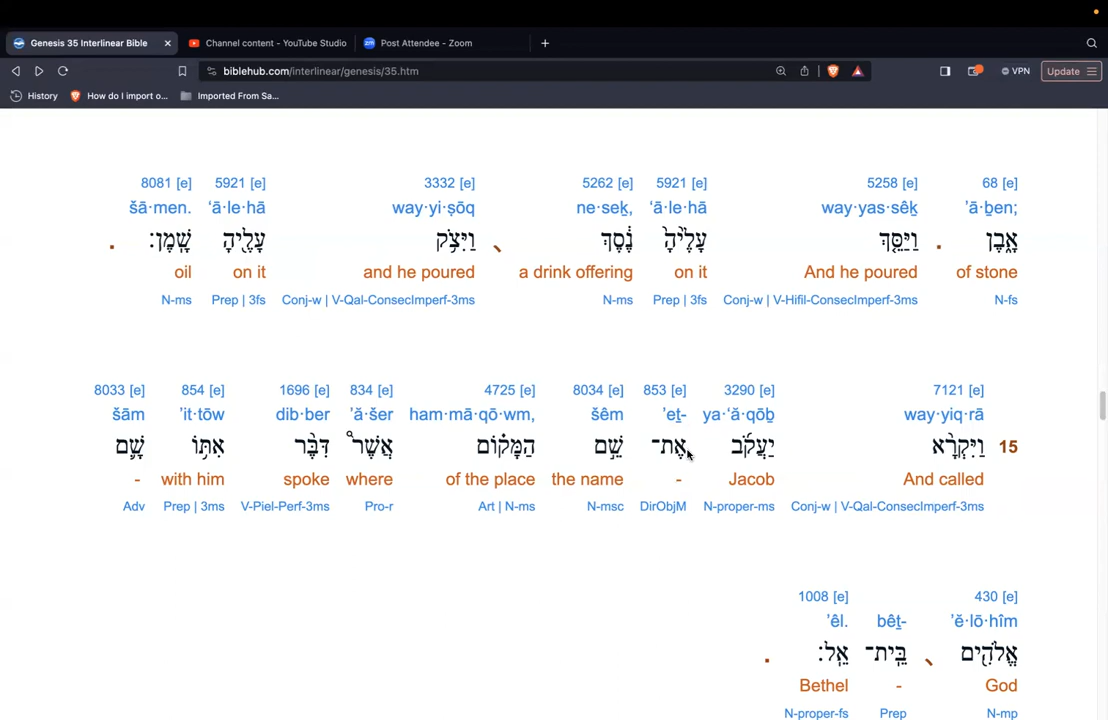 Genesis 35 Interlinear Bible × Channel content - YouTube Studio Post Attendee - Zoom +
biblehub.com/interlinear/genesis/35.htm VPN Update
History How do I import o... Imported From Sa...
8081 [e] 5921 [e] 3332 [e] 5262 [e] 5921 [e] 5258 [e] 68 [e]
šā·men. ‘ā·le·hā way·yi·ṣōq ne·seḵ, ‘ā·le·hā way·yas·sêḵ ’ā·ḇen;
אָ֑בֶן . וַיַּסֵּ֤ךְ עָלֶ֙יהָ֙ נֶ֔סֶךְ 、 וַיִּצֹ֥ק עָלֶ֖יהָ שָֽׁמֶן׃ .
oil on it and he poured a drink offering on it And he poured of stone
N-ms Prep | 3fs Conj-w | V-Qal-ConsecImperf-3ms N-ms Prep | 3fs Conj-w | V-Hifil-ConsecImperf-3ms N-fs
8033 [e] 854 [e] 1696 [e] 834 [e] 4725 [e] 8034 [e] 853 [e] 3290 [e] 7121 [e]
šām ’it·tōw dib·ber ’ă·šer ham·mā·qō·wm, šêm ’eṯ- ya·‘ă·qōḇ way·yiq·rā
15 וַיִּקְרָ֨א יַעֲקֹ֜ב אֶת־ שֵׁ֣ם הַמָּק֗וֹם אֲשֶׁר֩ דִּבֶּ֨ר אִתּ֥וֹ שָׁ֛ם
- with him spoke where of the place the name - Jacob And called
Adv Prep | 3ms V-Piel-Perf-3ms Pro-r Art | N-ms N-msc DirObjM N-proper-ms Conj-w | V-Qal-ConsecImperf-3ms
1008 [e] 430 [e]
’êl. bêṯ- ’ĕ·lō·hîm
אֱלֹהִ֖ים 、 בֵּֽית־ אֵֽל׃ .
Bethel - God
N-proper-fs Prep N-mp